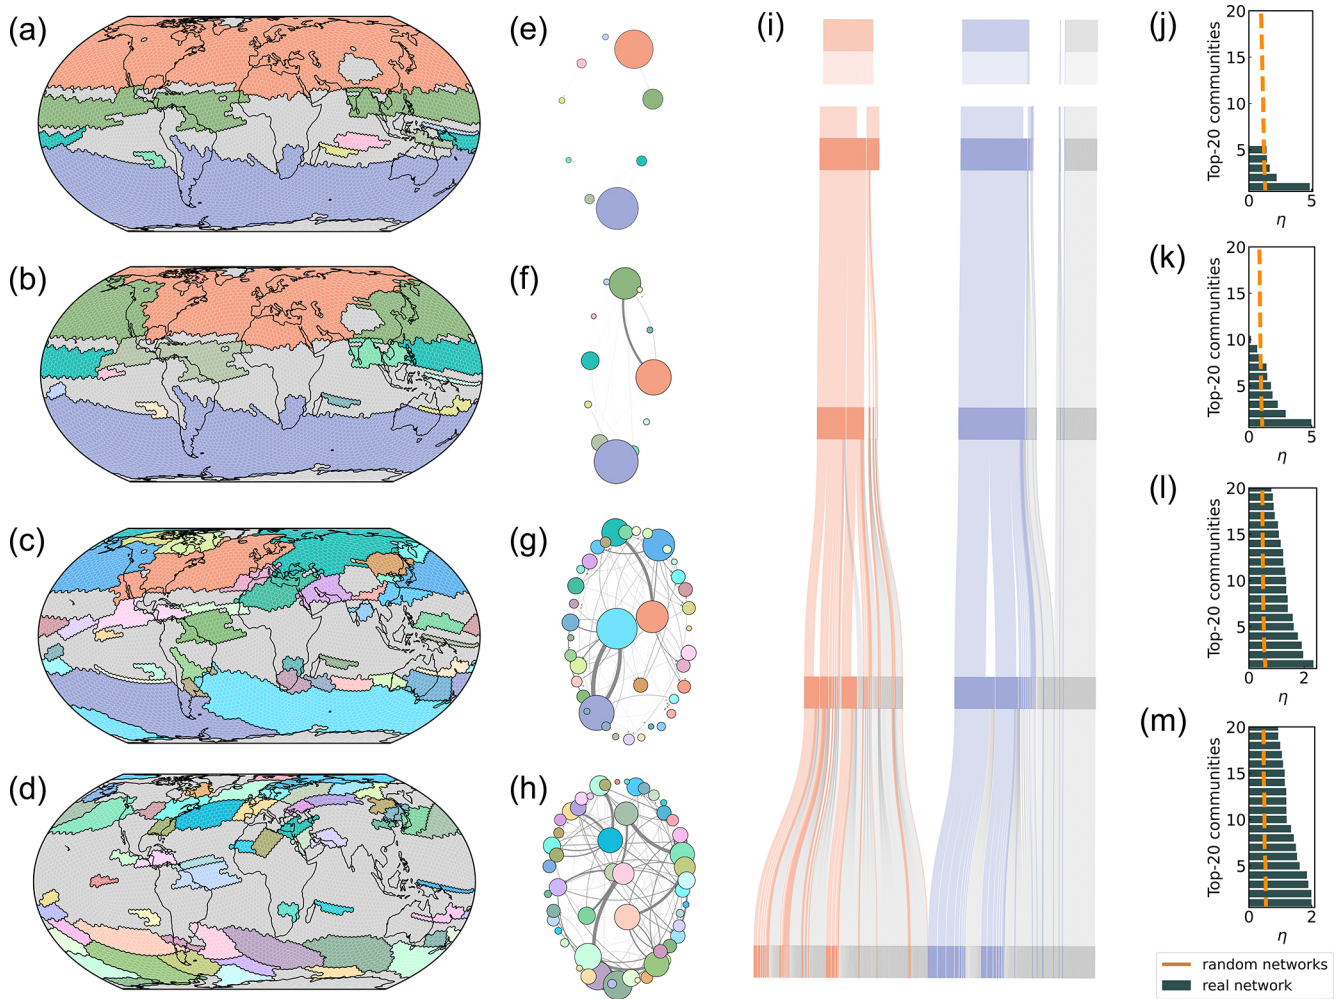 (a)
(e)
(i)
(j)
Top-20 communities
20
15
10
5
0
5
η
(b)
(f)
(k)
Top-20 communities
20
15
10
5
0
5
η
(c)
(g)
(l)
Top-20 communities
20
15
10
5
0
2
η
(d)
(h)
(m)
Top-20 communities
20
15
10
5
0
2
η
random networks
real network